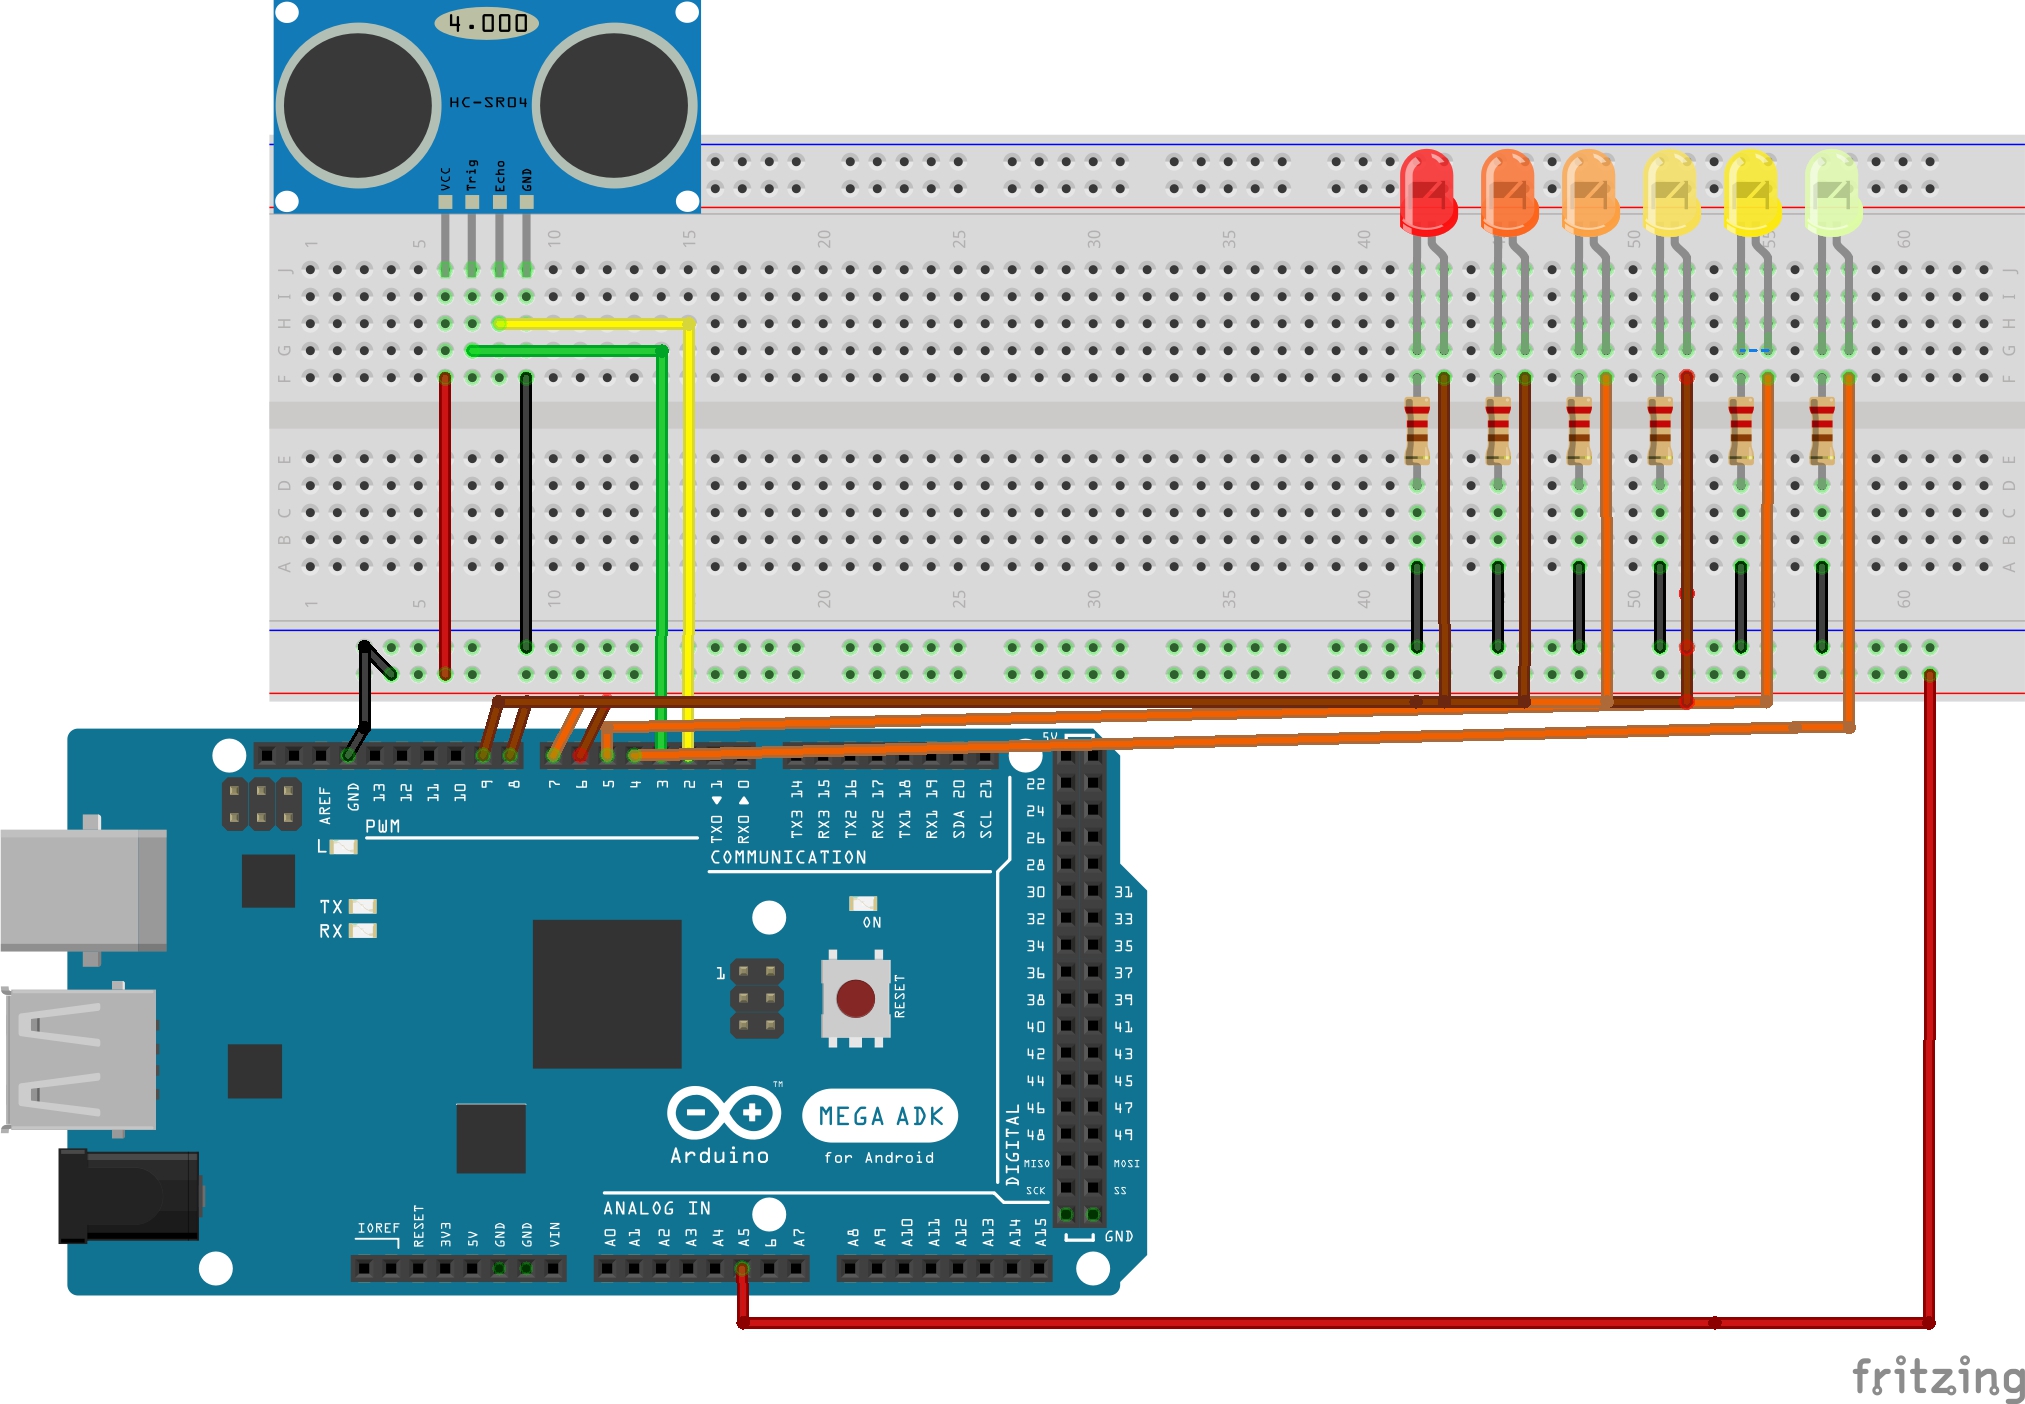 4.000
HC-SR04
VCC Trig Echo GND
1 5 10 15 20 25 30 35 40 50 55 60
J J
I I
H H
G G
F F
E E
D D
C C
B B
A A
1 5 10 20 25 30 35 40 50 60
5V
AREF GND 13 12 11 10 9 8 7 6 5 4 3 2 TX0 1 RX0 0 TX3 14 RX3 15 TX2 16 RX2 17 TX1 18 RX1 19 SDA 20 SCL 21
PWM
L
COMMUNICATION
TX
RX
ON
1
RESET
22
24
26
28
30 31
32 33
34 35
36 37
38 39
40 41
42 43
44 45
46 47
48 49
MISO MOSI
SCK SS
GND
DIGITAL
TM
Arduino
MEGA ADK
for Android
ANALOG IN
IOREF RESET 3V3 5V GND GND VIN A0 A1 A2 A3 A4 A5 6 A7 A8 A9 A10 A11 A12 A13 A14 A15
fritzing